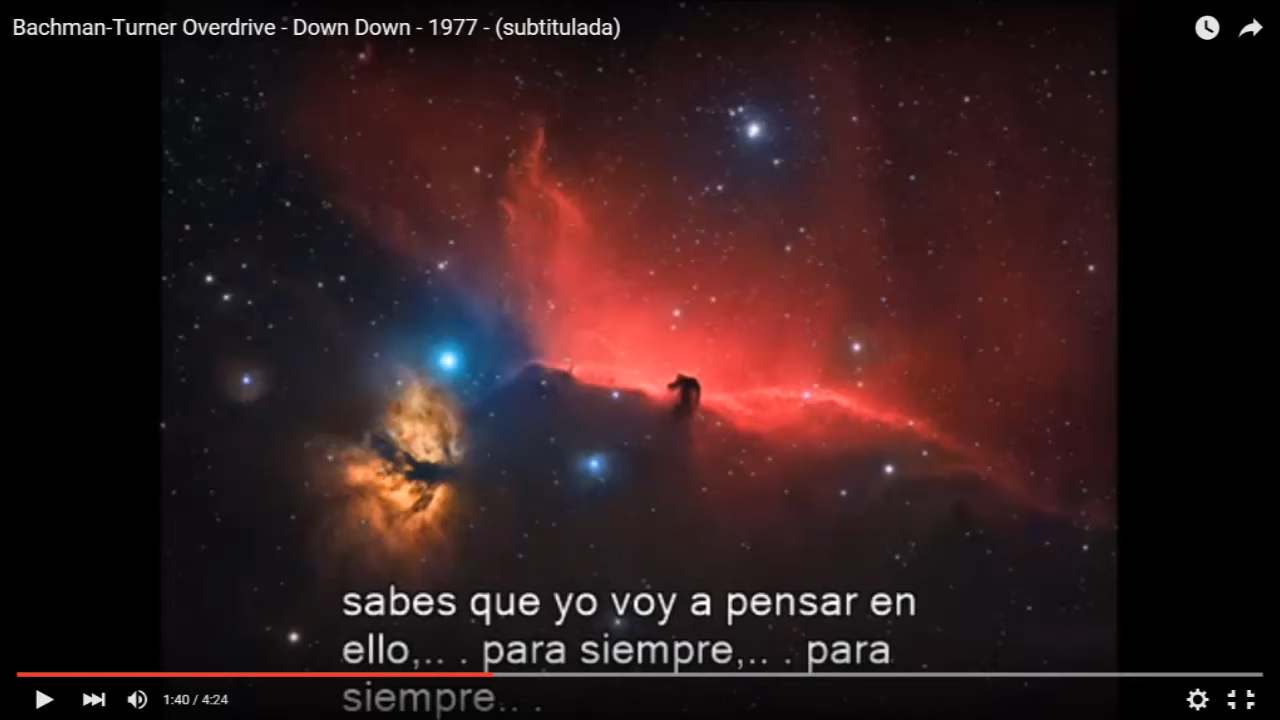 Bachman-Turner Overdrive - Down Down - 1977 - (subtitulada)
sabes que yo voy a pensar en
ello,.. . para siempre,.. . para
siempre.. .
1:40 / 4:24